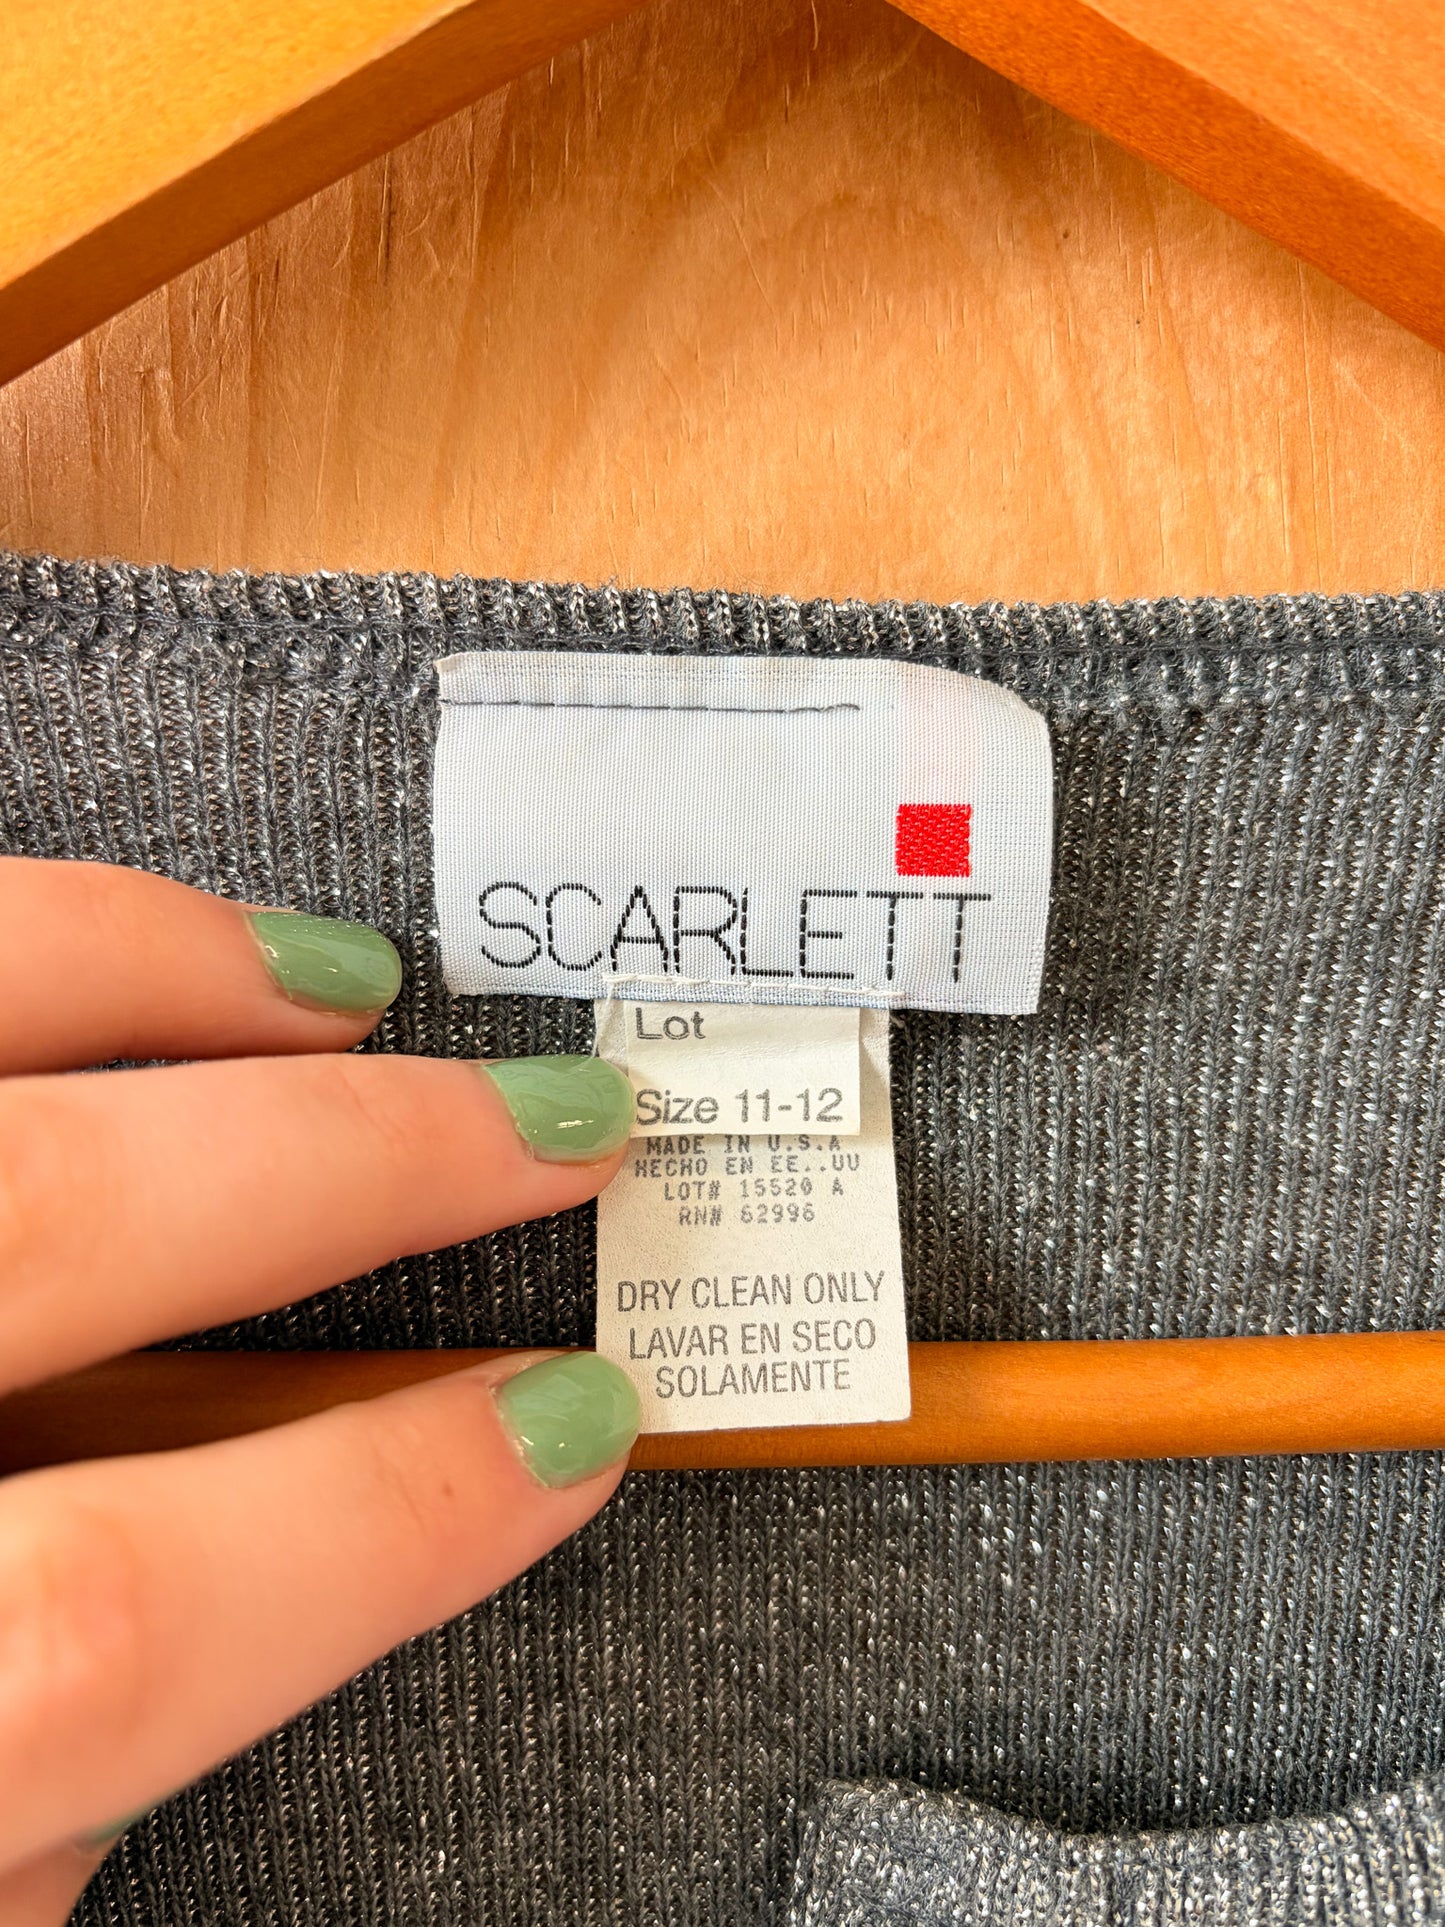 SCARLETT
Lot
Size 11-12
MADE IN U.S.A
HECHO EN EE..UU
LOT# 15520 A
RN# 62996
DRY CLEAN ONLY
LAVAR EN SECO
SOLAMENTE